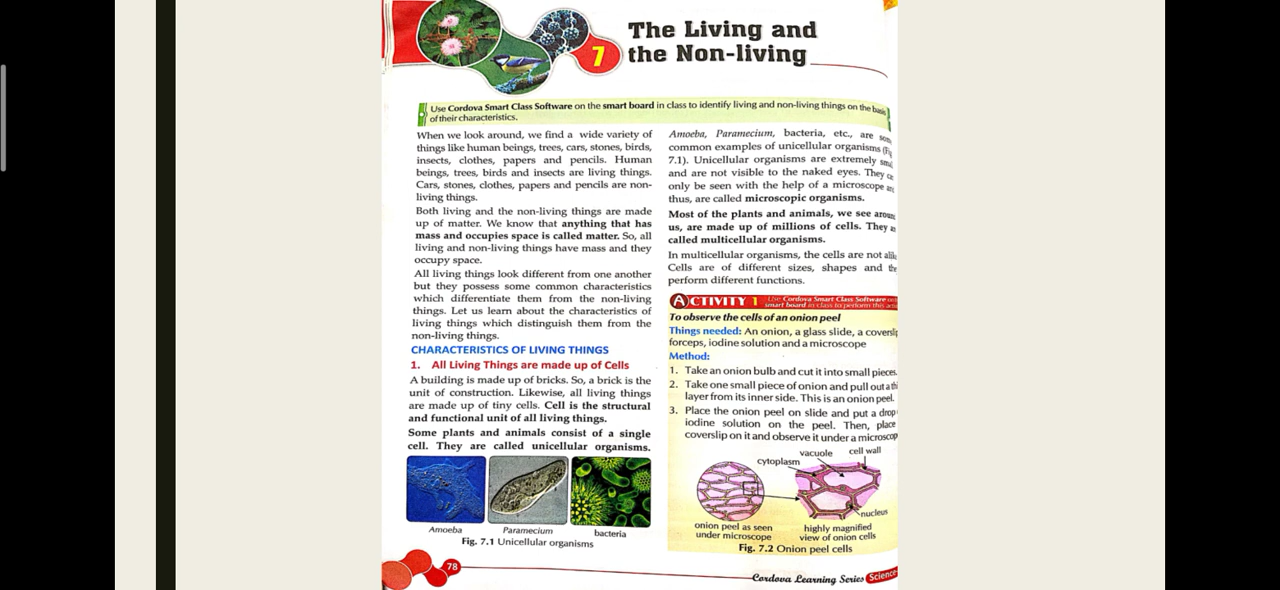 7
The Living and
the Non-living
Use Cordova Smart Class Software on the smart board in class to identify living and non-living things on the basis
of their characteristics.
When we look around, we find a wide variety of
things like human beings, trees, cars, stones, birds,
insects, clothes, papers and pencils. Human
beings, trees, birds and insects are living things.
Cars, stones, clothes, papers and pencils are non-
living things.
Both living and the non-living things are made
up of matter. We know that anything that has
mass and occupies space is called matter. So, all
living and non-living things have mass and they
occupy space.
All living things look different from one another
but they possess some common characteristics
which differentiate them from the non-living
things. Let us learn about the characteristics of
living things which distinguish them from the
non-living things.
CHARACTERISTICS OF LIVING THINGS
1. All Living Things are made up of Cells
A building is made up of bricks. So, a brick is the
unit of construction. Likewise, all living things
are made up of tiny cells. Cell is the structural
and functional unit of all living things.
Some plants and animals consist of a single
cell. They are called unicellular organisms.
Amoeba
Paramecium
bacteria
Fig. 7.1 Unicellular organisms
Amoeba, Paramecium, bacteria, etc., are
common examples of unicellular organisms
7.1). Unicellular organisms are extremely
and are not visible to the naked eyes. They
only be seen with the help of a microscope
thus, are called microscopic organisms.
Most of the plants and animals, we see
us, are made up of millions of cells. They
called multicellular organisms.
In multicellular organisms, the cells are not
Cells are of different sizes, shapes and
perform different functions.
ACTIVITY 1
Use Cordova Smart Class Software
smart board in class to perform this
To observe the cells of an onion peel
Things needed: An onion, a glass slide, a
forceps, iodine solution and a microscope
Method:
1. Take an onion bulb and cut it into small pieces.
2. Take one small piece of onion and pull out a
layer from its inner side. This is an onion peel.
3. Place the onion peel on slide and put a drop
iodine solution on the peel. Then, place
coverslip on it and observe it under a
vacuole
cell wall
cytoplasm
nucleus
onion peel as seen
under microscope
highly magnified
view of onion cells
Fig. 7.2 Onion peel cells
78
Cordova Learning Series Science